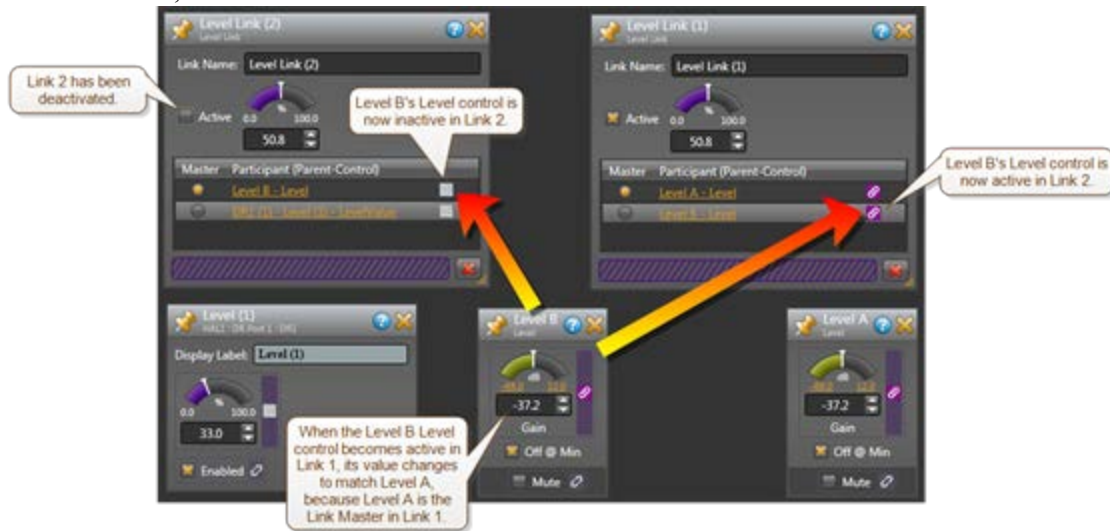 Level Link (2)
Level Link
Link Name: Level Link (2)
Link 2 has been
deactivated.
Active
0.0 % 100.0
50.8
Level B's Level control is
now inactive in Link 2.
Master Participant (Parent-Control)
Level B - Level
Level Link (1)
Level Link
Link Name: Level Link (1)
Active
0.0 % 100.0
50.8
Master Participant (Parent-Control)
Level A - Level
Level B - Level
Level B's Level control is
now active in Link 2.
Level (1)
Display Label: Level (1)
0.0 % 100.0
33.0
Enabled
When the Level B Level
control becomes active in
Link 1, its value changes
to match Level A,
because Level A is the
Link Master in Link 1.
Level B
Level
12.0
-37.2
Gain
Off @ Min
Mute
Level A
Level
12.0
-37.2
Gain
Off @ Min
Mute